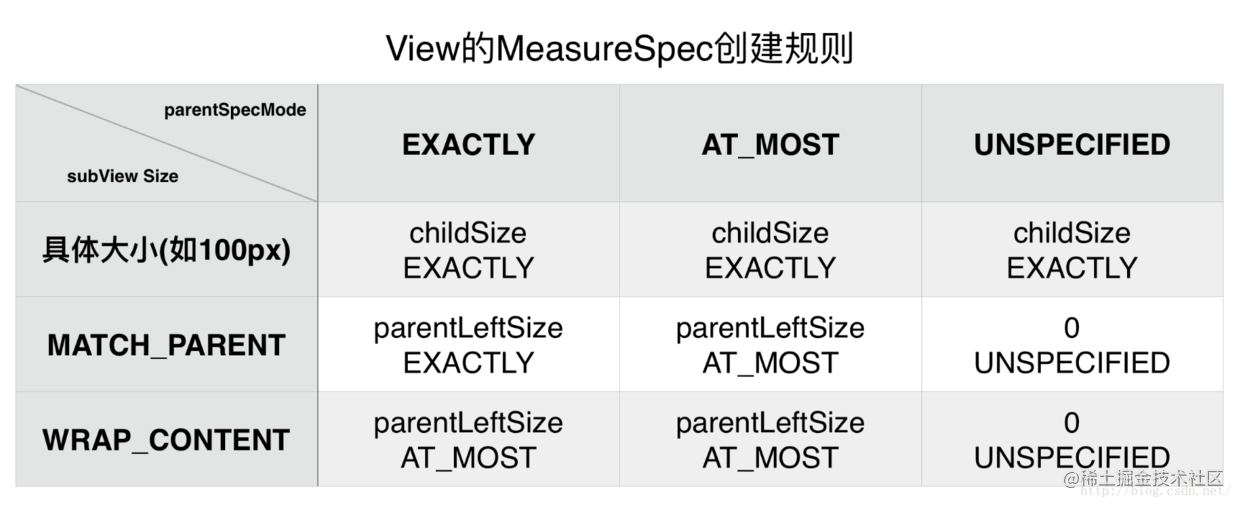 View的MeasureSpec创建规则
parentSpecMode
subView Size
EXACTLY
AT_MOST
UNSPECIFIED
具体大小(如100px)
childSize
EXACTLY
childSize
EXACTLY
childSize
EXACTLY
MATCH_PARENT
parentLeftSize
EXACTLY
parentLeftSize
AT_MOST
0
UNSPECIFIED
WRAP_CONTENT
parentLeftSize
AT_MOST
parentLeftSize
AT_MOST
0
UNSPECIFIED
@稀土掘金技术社区
http://blog.csdn.net/